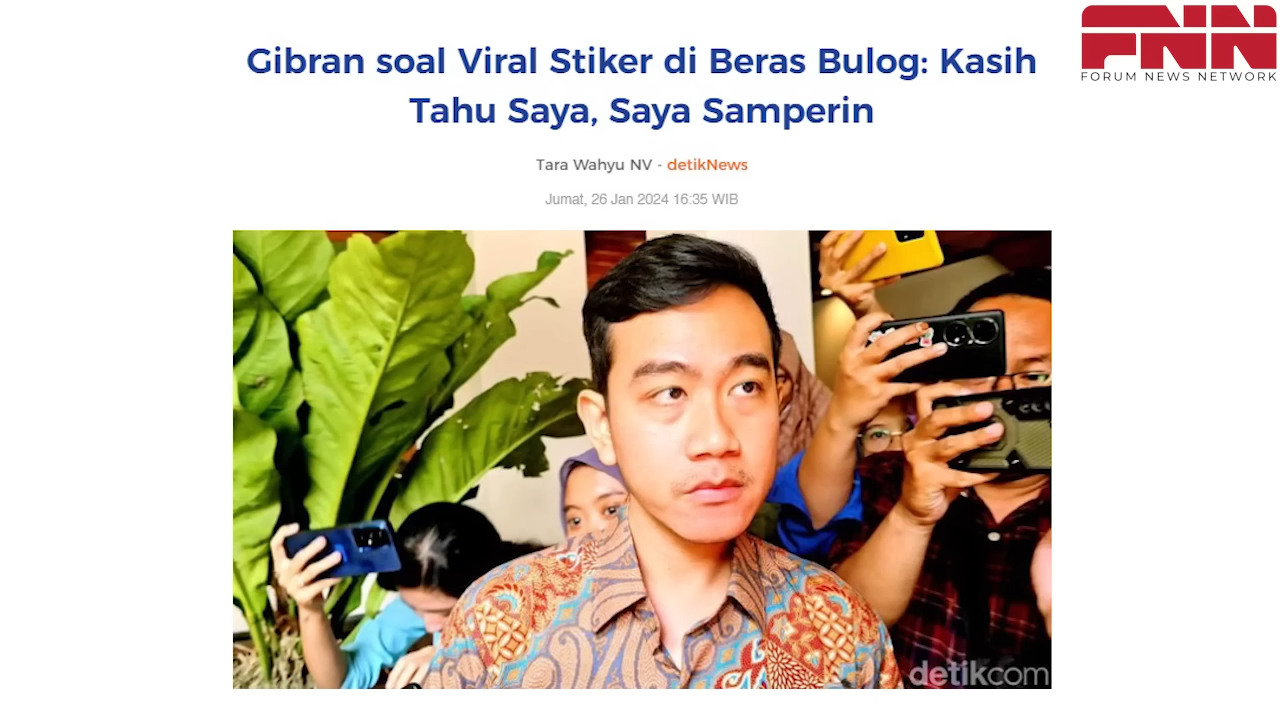 FNN
FORUM NEWS NETWORK
Gibran soal Viral Stiker di Beras Bulog: Kasih
Tahu Saya, Saya Samperin
Tara Wahyu NV - detikNews
Jumat, 26 Jan 2024 16:35 WIB
detikcom